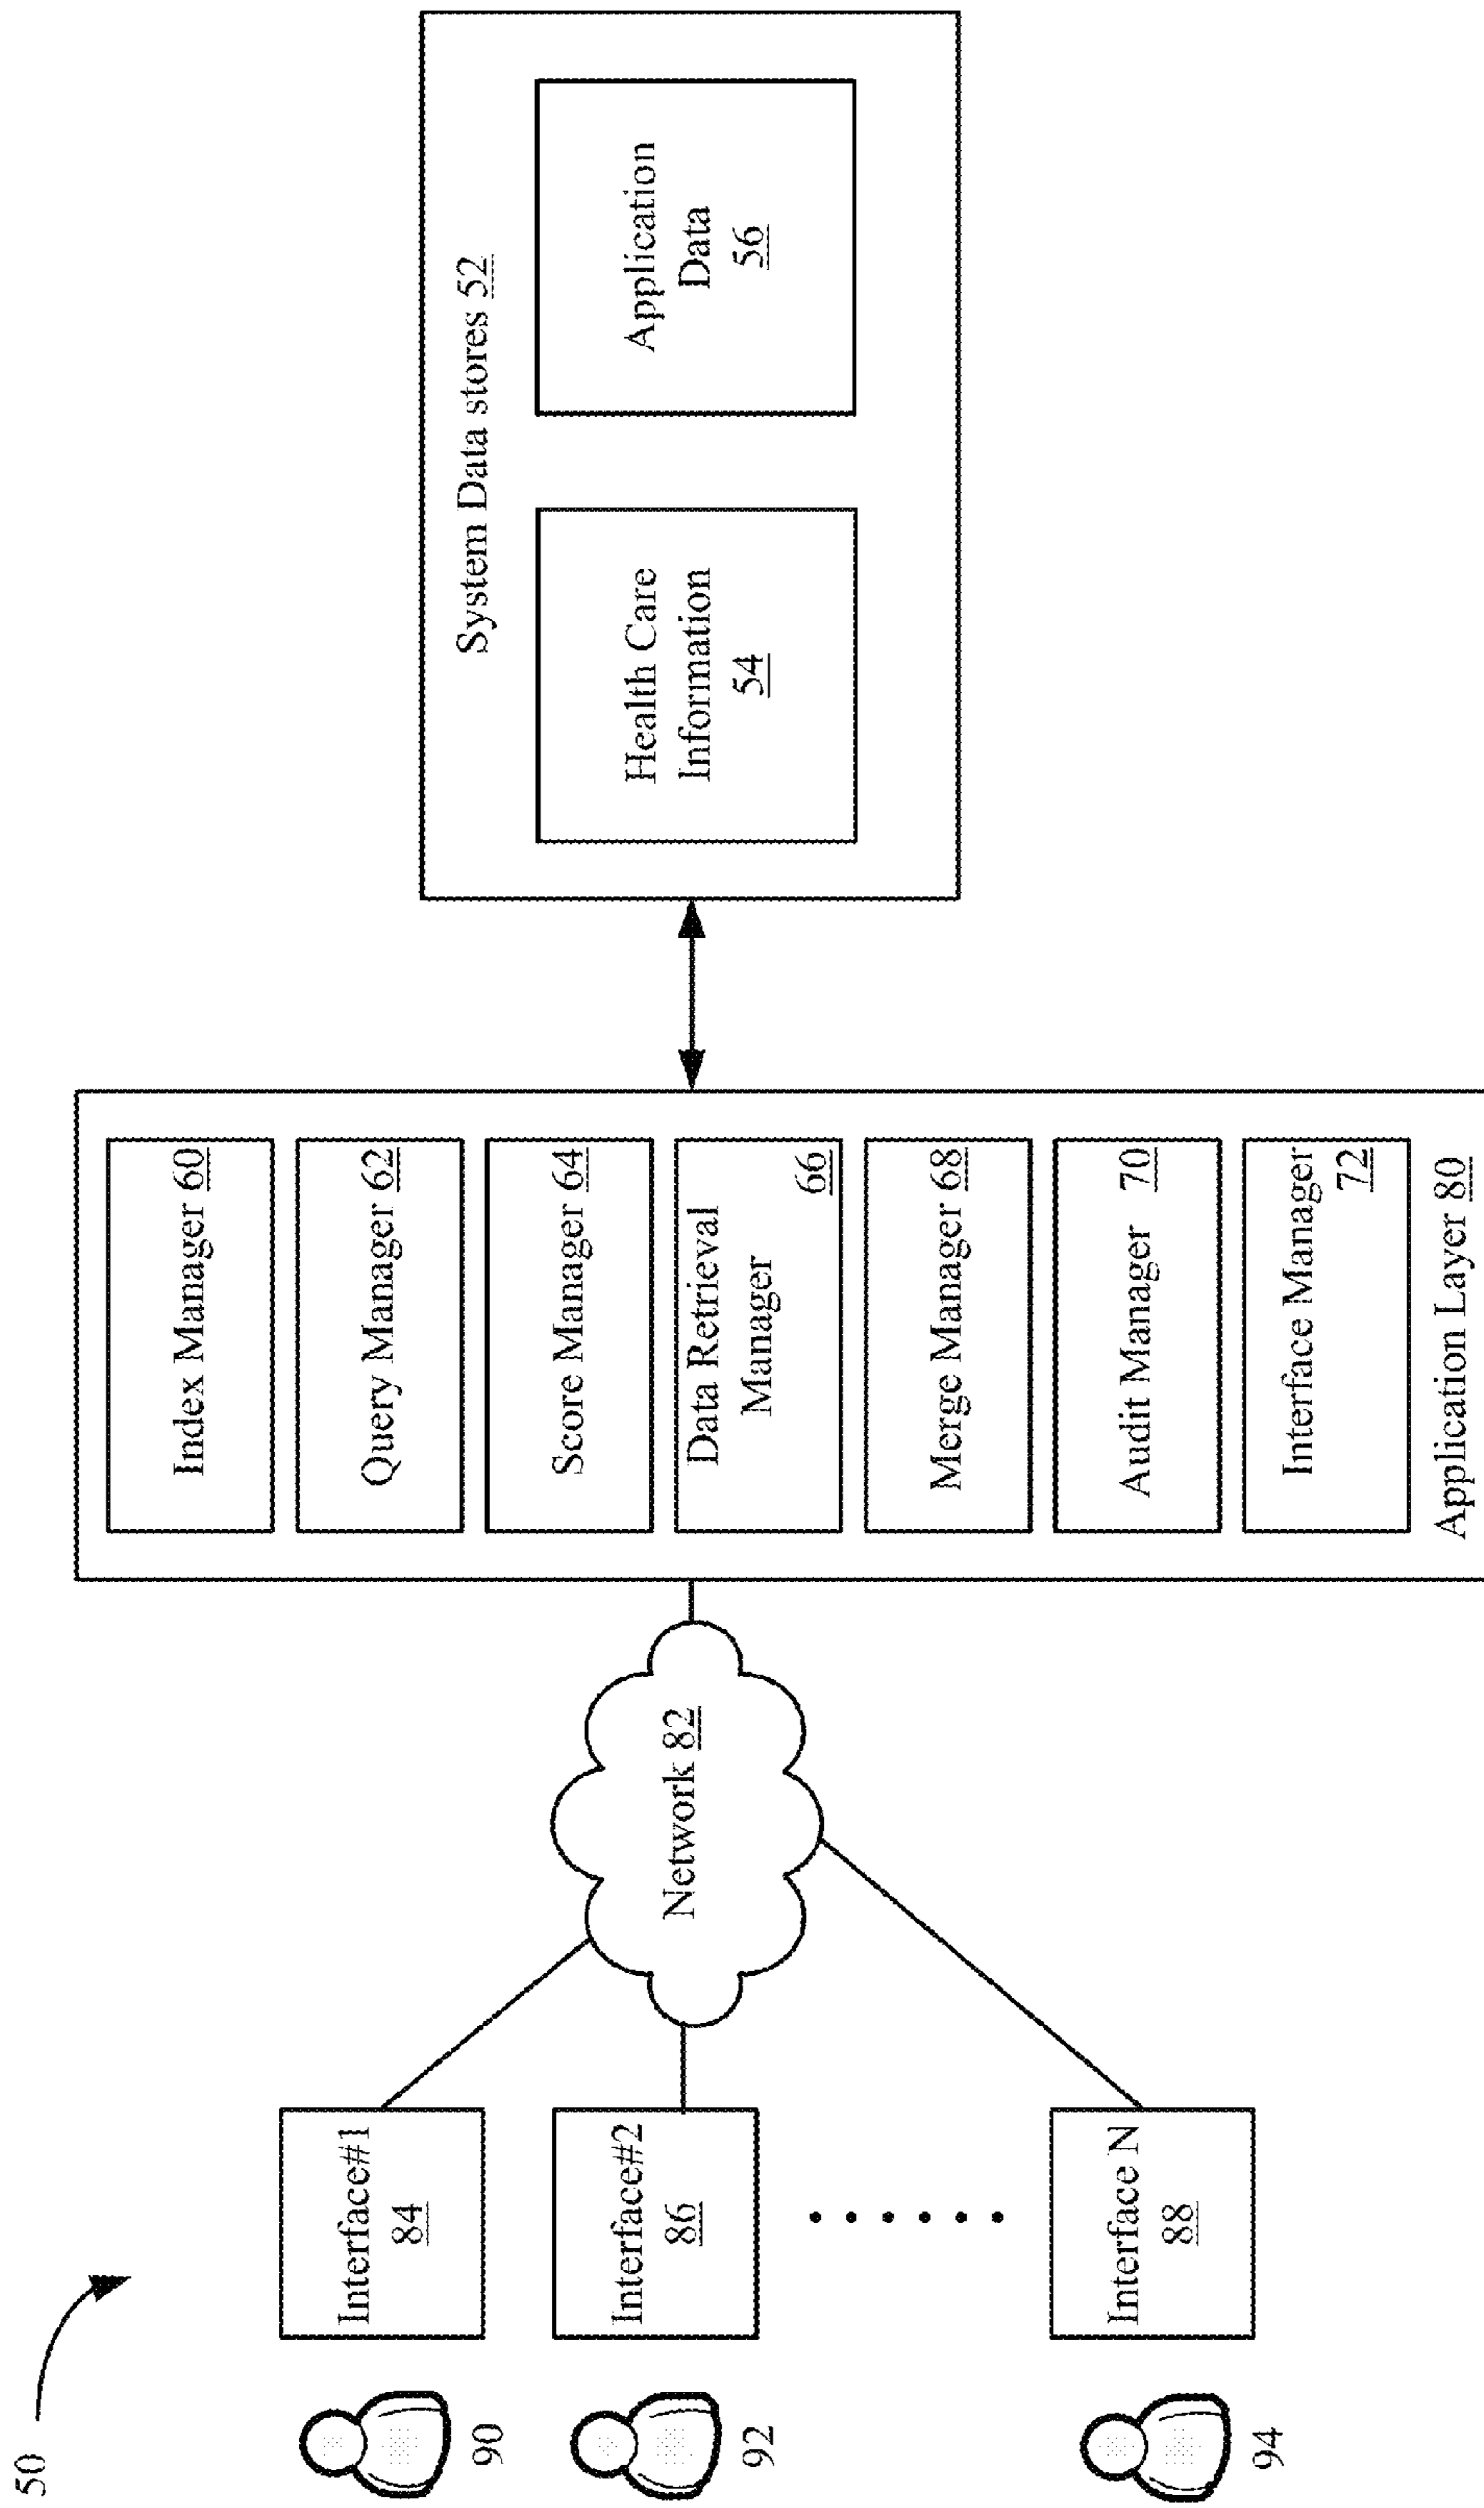 50
90
Interface#1
84
92
Interface#2
86
94
Interface N
88
Network 82
Index Manager 60
Query Manager 62
Score Manager 64
Data Retrieval
Manager
66
Merge Manager 68
Audit Manager 70
Interface Manager
72
Application Layer 80
System Data stores 52
Health Care
Information
54
Application
Data
56